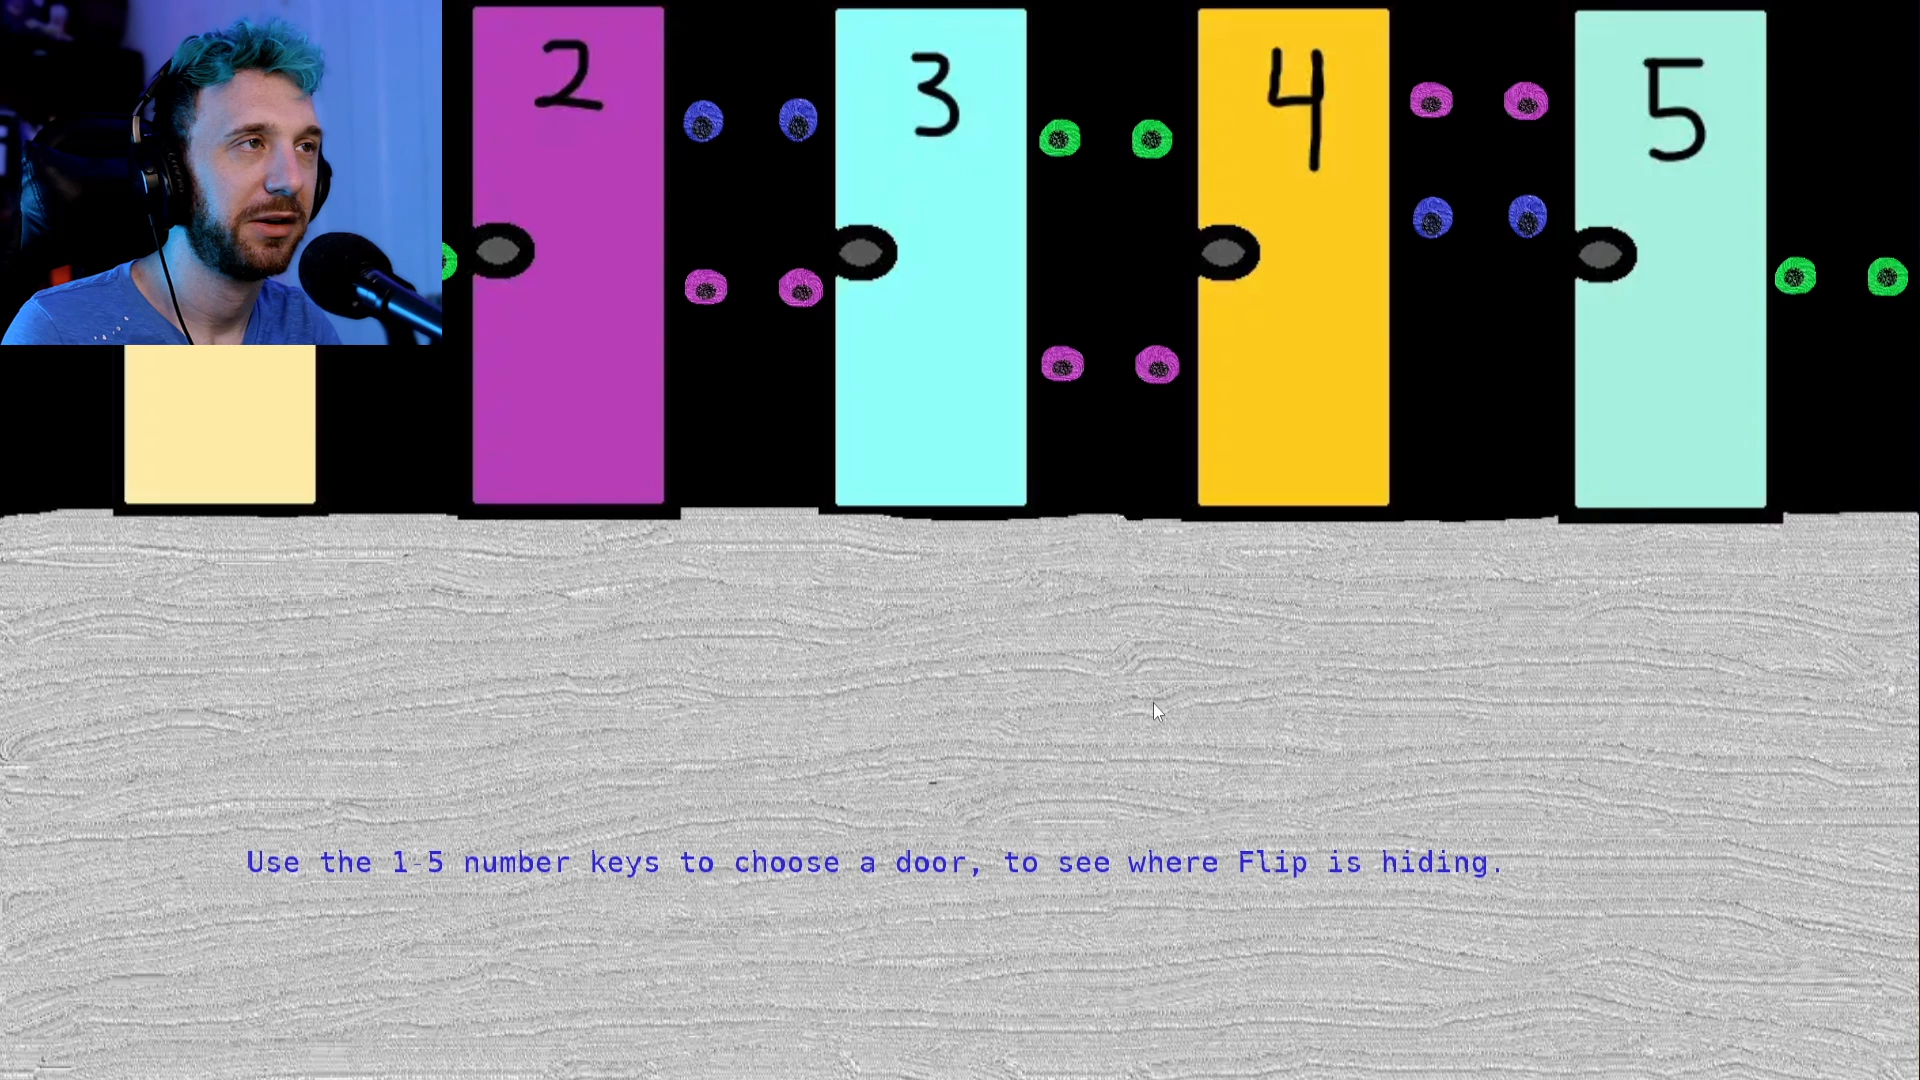 2
3
4
5
Use the 1-5 number keys to choose a door, to see where Flip is hiding.